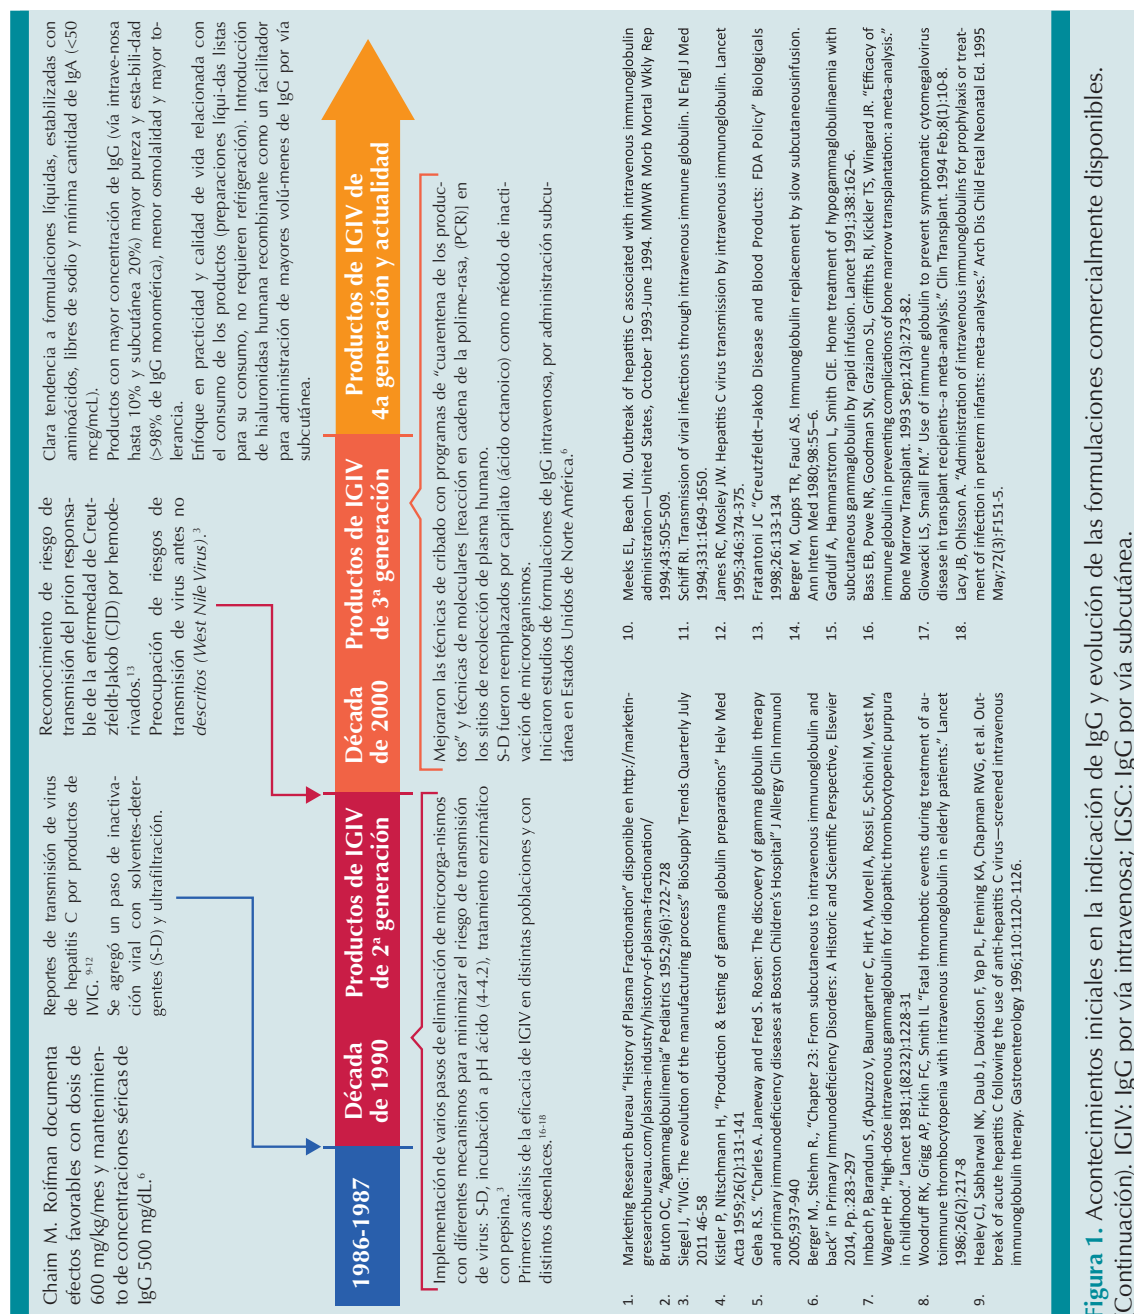 Chaim M. Roifman documenta
efectos favorables con dosis de
600 mg/kg/mes y mantenimien-
to de concentraciones séricas de
IgG 500 mg/dL. 6
Reportes de transmisión de virus
de hepatitis C por productos de
IVIG. 9-12
Se agregó un paso de inactiva-
ción viral con solventes-deter-
gentes (S-D) y ultrafiltración.
Reconocimiento de riesgo de
transmisión del prion responsa-
ble de la enfermedad de Creut-
zfeldt-Jakob (CJD) por hemode-
rivados.13
Preocupación de riesgos de
transmisión de virus antes no
descritos (West Nile Virus).3
Clara tendencia a formulaciones líquidas, estabilizadas con
aminoácidos, libres de sodio y mínima cantidad de IgA (<50
mcg/mcL).
Productos con mayor concentración de IgG (vía intrave-nosa
hasta 10% y subcutánea 20%) mayor pureza y esta-bili-dad
(>98% de IgG monomérica), menor osmolalidad y mayor to-
lerancia.
Enfoque en practicidad y calidad de vida relacionada con
el consumo de los productos (preparaciones líqui-das listas
para su consumo, no requieren refrigeración). Introducción
de hialuronidasa humana recombinante como un facilitador
para administración de mayores volú-menes de IgG por vía
subcutánea.
1986-1987
Década
de 1990
Productos de IGIV
de 2ª generación
Década
de 2000
Productos de IGIV
de 3ª generación
Productos de IGIV de
4a generación y actualidad
Implementación de varios pasos de eliminación de microorga-nismos
con diferentes mecanismos para minimizar el riesgo de transmisión
de virus: S-D, incubación a pH ácido (4-4.2), tratamiento enzimático
con pepsina. 3
Primeros análisis de la eficacia de IGIV en distintas poblaciones y con
distintos desenlaces.16-18
Mejoraron las técnicas de cribado con programas de “cuarentena de los produc-
tos” y técnicas de moleculares [reacción en cadena de la polime-rasa, (PCR)] en
los sitios de recolección de plasma humano.
S-D fueron reemplazados por caprilato (ácido octanoico) como método de inacti-
vación de microorganismos.
Iniciaron estudios de formulaciones de IgG intravenosa, por administración subcu-
tánea en Estados Unidos de Norte América.6
1. Marketing Research Bureau “History of Plasma Fractionation” disponible en http://marketin-
gresearchbureau.com/plasma-industry/history-of-plasma-fractionation/
2. Bruton OC, “Agammaglobulinemia” Pediatrics 1952;9(6):722-728
3. Siegel J, “IVIG: The evolution of the manufacturing process” BioSupply Trends Quarterly July
2011 46-58
4. Kistler P, Nitschmann H, “Production & testing of gamma globulin preparations” Helv Med
Acta 1959;26(2):131-141
5. Geha R.S. “Charles A. Janeway and Fred S. Rosen: The discovery of gamma globulin therapy
and primary immunodeficiency diseases at Boston Children’s Hospital” J Allergy Clin Immunol
2005;937-940
6. Berger M., Stiehm R., “Chapter 23: From subcutaneous to intravenous immunoglobulin and
back” in Primary Immunodeficiency Disorders: A Historic and Scientific Perspective, Elsevier
2014, Pp.:283-297
7. Imbach P, Barandun S, d’Apuzzo V, Baumgartner C, Hirt A, Morell A, Rossi E, Schöni M, Vest M,
Wagner HP. “High-dose intravenous gammaglobulin for idiopathic thrombocytopenic purpura
in childhood.” Lancet 1981;1(8232):1228-31
8. Woodruff RK, Grigg AP, Firkin FC, Smith IL “Fatal thrombotic events during treatment of au-
toimmune thrombocytopenia with intravenous immunoglobulin in elderly patients.” Lancet
1986;26(2):217-8
9. Healey CJ, Sabharwal NK, Daub J, Davidson F, Yap PL, Fleming KA, Chapman RWG, et al. Out-
break of acute hepatitis C following the use of anti-hepatitis C virus—screened intravenous
immunoglobulin therapy. Gastroenterology 1996;110:1120-1126.
10. Meeks EL, Beach MJ. Outbreak of hepatitis C associated with intravenous immunoglobulin
administration—United States, October 1993-June 1994. MMWR Morb Mortal Wkly Rep
1994;43:505-509.
11. Schiff RI. Transmission of viral infections through intravenous immune globulin. N Engl J Med
1994;331:1649-1650.
12. James RC, Mosley JW. Hepatitis C virus transmission by intravenous immunoglobulin. Lancet
1995;46:374-375.
13. Fratantoni JC “Creutzfeldt–Jakob Disease and Blood Products: FDA Policy” Biologicals
1998;26:133-134
14. Berger M, Cupps TR, Fauci AS. Immunoglobulin replacement by slow subcutaneousinfusion.
Ann Intern Med 1980;98:55–6.
15. Gardulf A, Hammarstrom L, Smith CIE. Home treatment of hypogammaglobulinaemia with
subcutaneous gammaglobulin by rapid infusion. Lancet 1991;338:162–6.
16. Bass EB, Powe NR, Goodman SN, Graziano SL, Griffiths RI, Kickler TS, Wingard JR. “Efficacy of
immune globulin in preventing complications of bone marrow transplantation: a meta-analysis.”
Bone Marrow Transplant. 1993 Sep;12(3):273-82.
17. Glowacki LS, Smaill FM.” Use of immune globulin to prevent symptomatic cytomegalovirus
disease in transplant recipients--a meta-analysis.” Clin Transplant. 1994 Feb;8(1):10-8.
18. Lacy JB, Ohlsson A. “Administration of intravenous immunoglobulins for prophylaxis or treat-
ment of infection in preterm infants: meta-analyses.” Arch Dis Child Fetal Neonatal Ed. 1995
May;72(3):F151-5.
Figura 1. Acontecimientos iniciales en la indicación de IgG y evolución de las formulaciones comercialmente disponibles.
(Continuación). IGIV: IgG por vía intravenosa; IGSC: IgG por vía subcutánea.